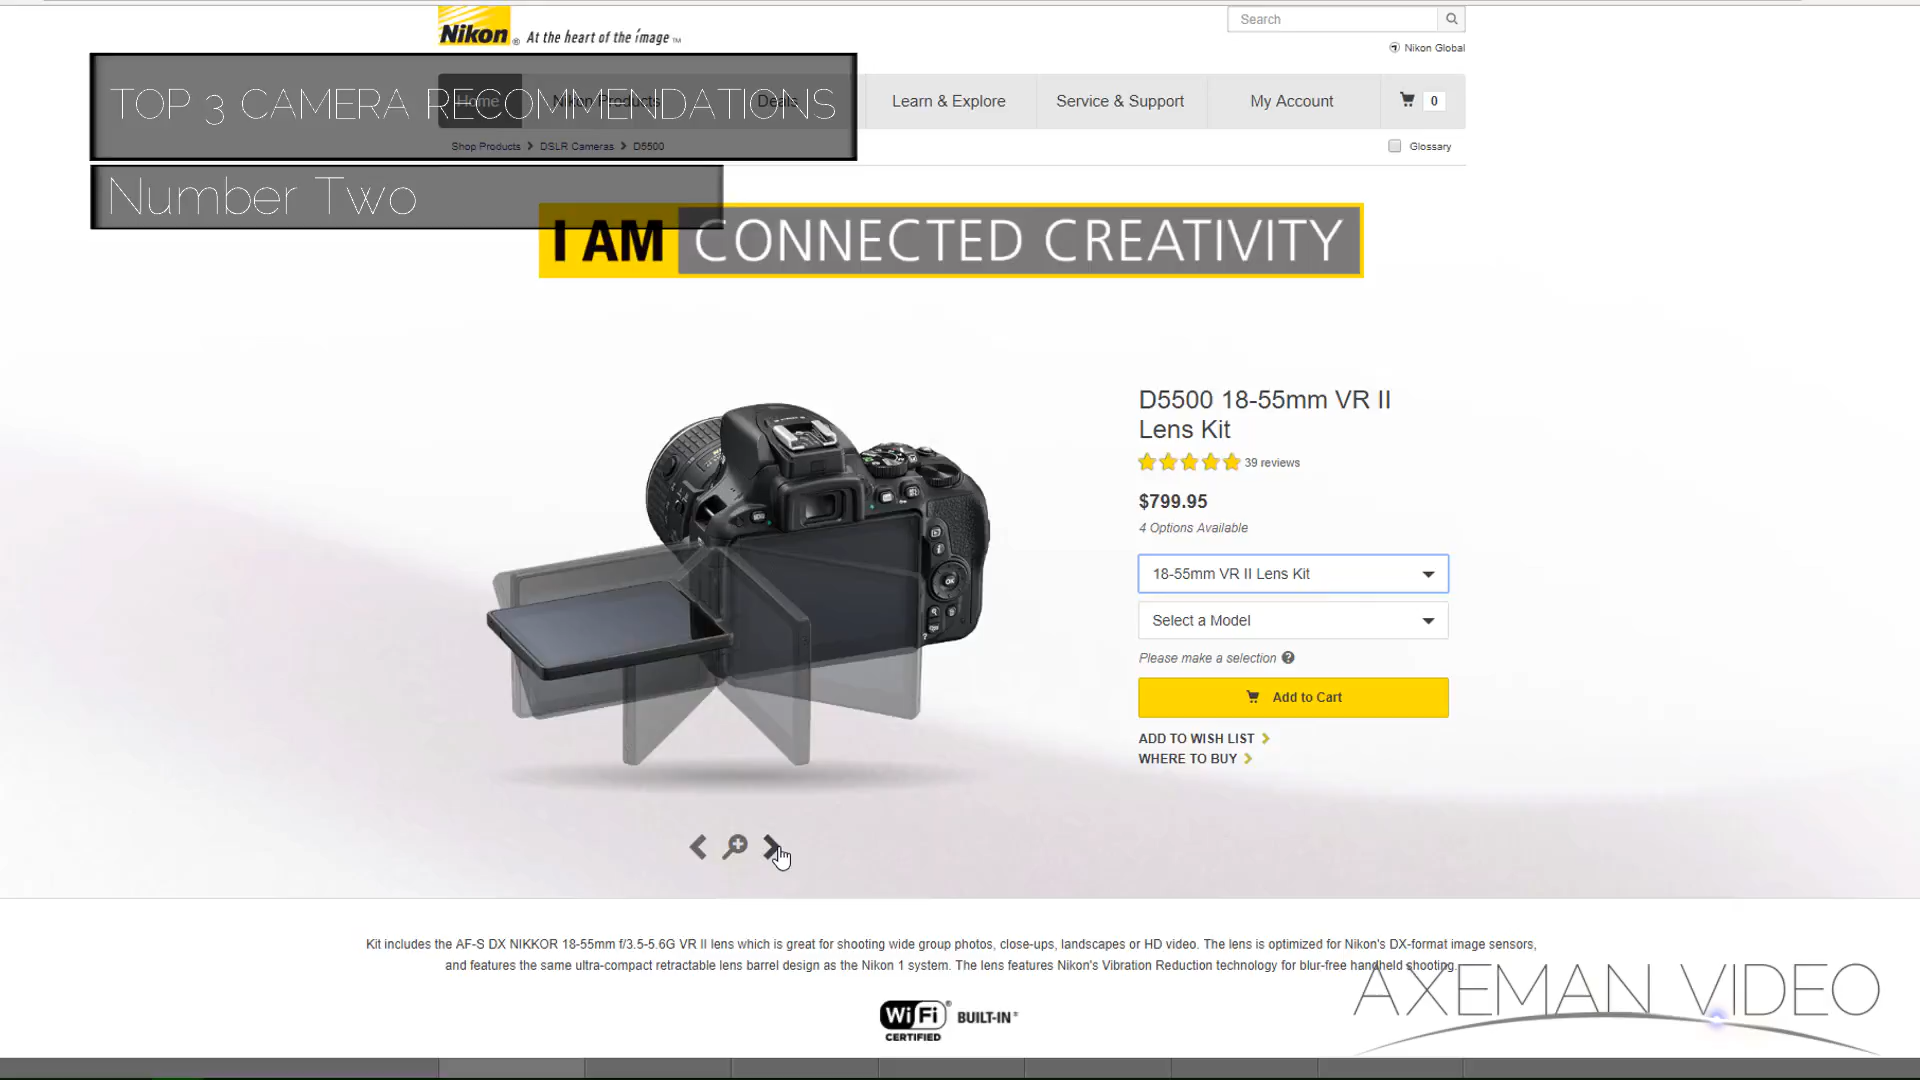 Nikon® At the heart of the image™
Search
Nikon Global
TOP 3 CAMERA RECOMMENDATIONS
Home Nikon Products Deals Learn & Explore Service & Support My Account 0
Shop Products > DSLR Cameras > D5500
Glossary
Number Two
I AM CONNECTED CREATIVITY
D5500 18-55mm VR II
Lens Kit
39 reviews
$799.95
4 Options Available
18-55mm VR II Lens Kit
Select a Model
Please make a selection ?
Add to Cart
ADD TO WISH LIST >
WHERE TO BUY >
Kit includes the AF-S DX NIKKOR 18-55mm f/3.5-5.6G VR II lens which is great for shooting wide group photos, close-ups, landscapes or HD video. The lens is optimized for Nikon's DX-format image sensors,
and features the same ultra-compact retractable lens barrel design as the Nikon 1 system. The lens features Nikon's Vibration Reduction technology for blur-free handheld shooting.
AXEMAN VIDEO
WiFi® BUILT-IN®
CERTIFIED